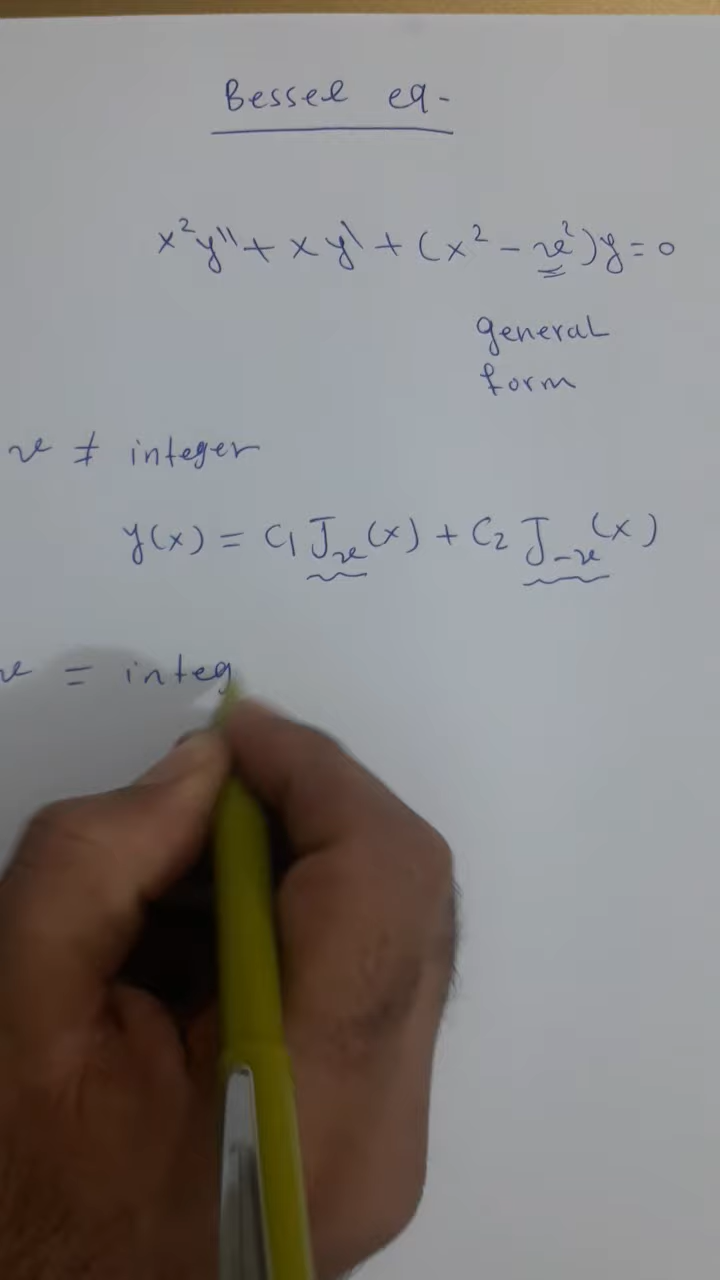 Bessel eq-
x²y'' + xy' + (x² - ν²)y = 0
general
form
ν ≠ integer
y(x) = C₁ J_ν(x) + C₂ J_-ν(x)
ν = integ